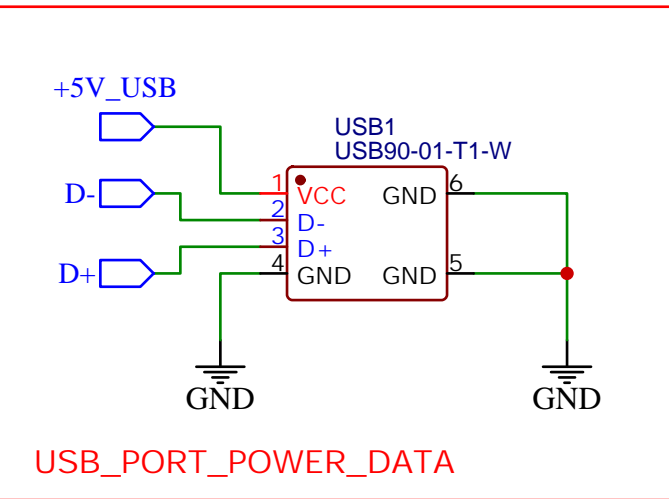 +5V_USB
USB1
USB90-01-T1-W
1 VCC GND 6
D- 2 D-
3 D+
D+ 4 GND GND 5
GND GND
USB_PORT_POWER_DATA